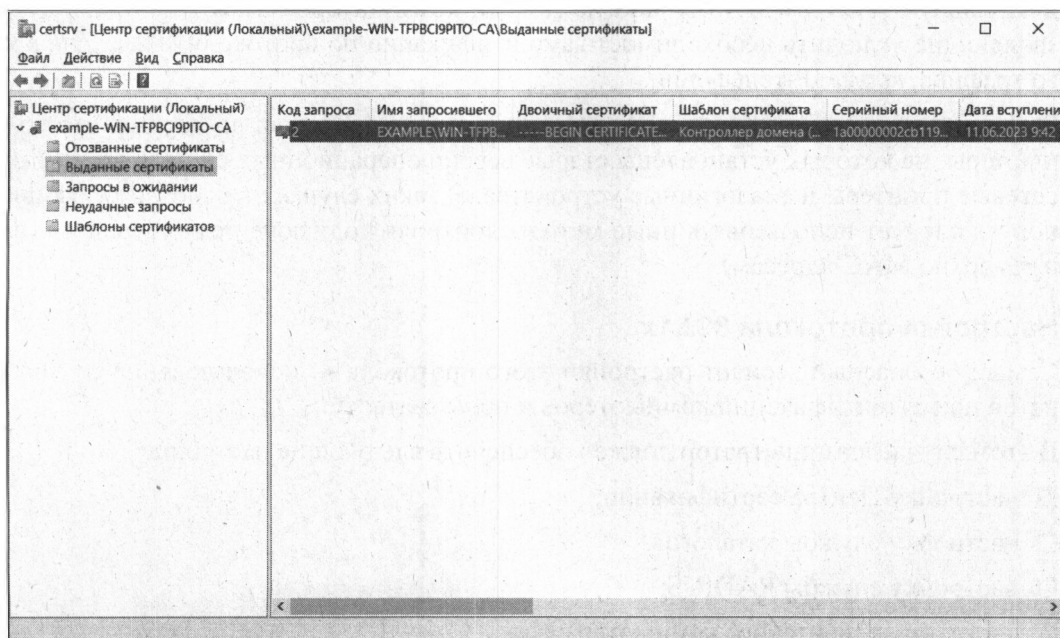 certsrv - [Центр сертификации (Локальный)\example-WIN-TFPBCI9PITO-CA\Выданные сертификаты]
Файл Действие Вид Справка
Центр сертификации (Локальный)
example-WIN-TFPBCI9PITO-CA
Отозванные сертификаты
Выданные сертификаты
Запросы в ожидании
Неудачные запросы
Шаблоны сертификатов
Код запроса Имя запросившего Двоичный сертификат Шаблон сертификата Серийный номер Дата вступлени
2 EXAMPLE\WIN-TFPB... -----BEGIN CERTIFICATE... Контроллер домена (... 1a00000002cb119... 11.06.2023 9:42